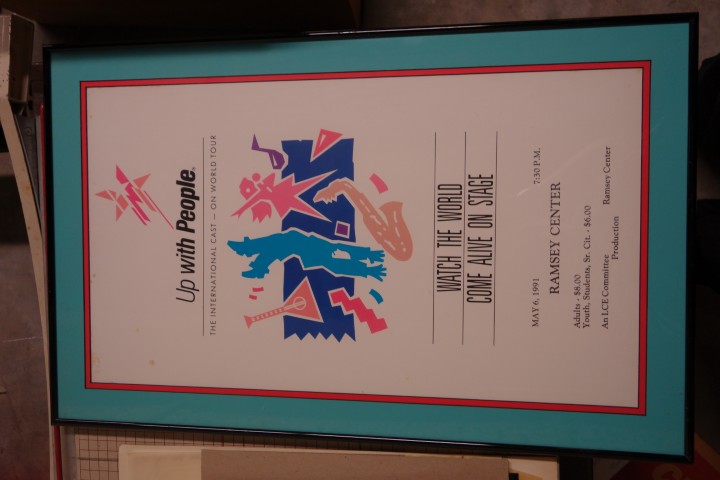 Up with People®
THE INTERNATIONAL CAST — ON WORLD TOUR
WATCH THE WORLD
COME ALIVE ON STAGE
MAY 6, 1991 7:30 P.M.
RAMSEY CENTER
Adults - $8.00
Youth, Students, Sr. Cit. - $6.00
An LCE Committee Ramsey Center
Production